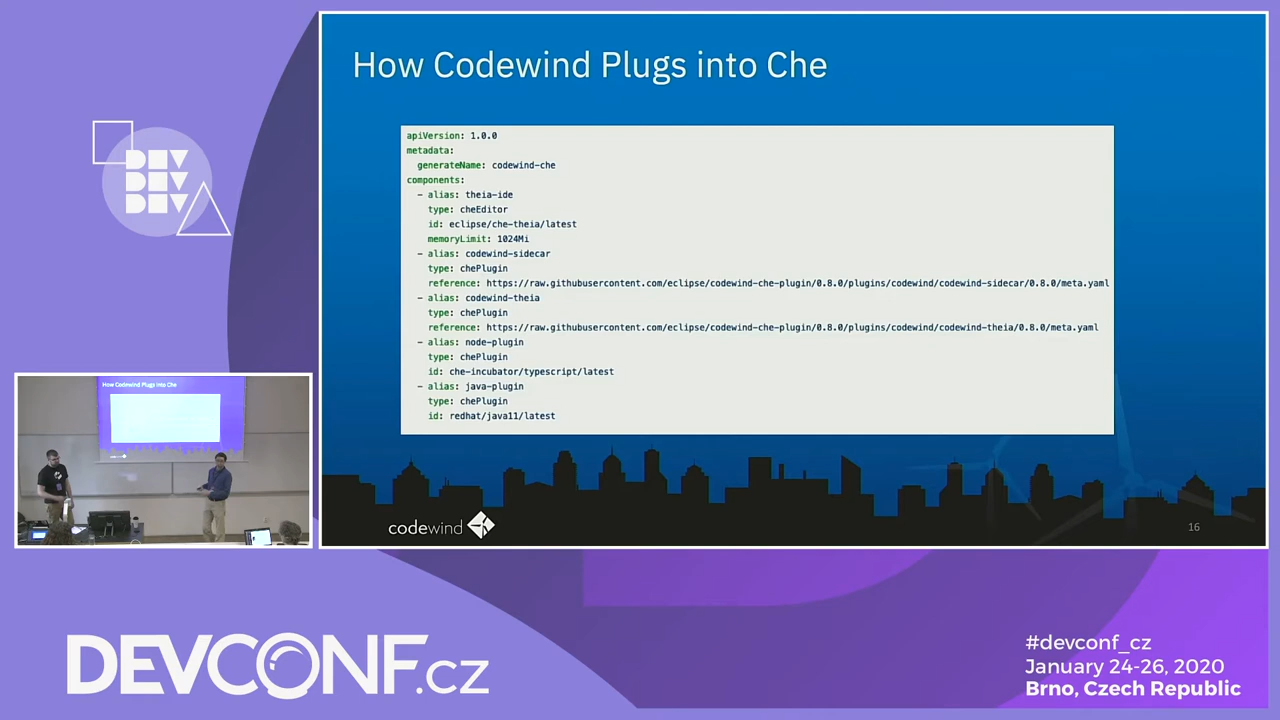 How Codewind Plugs into Che
apiVersion: 1.0.0
metadata:
  generateName: codewind-che
components:
  - alias: theia-ide
    type: cheEditor
    id: eclipse/che-theia/latest
    memoryLimit: 1024Mi
  - alias: codewind-sidecar
    type: chePlugin
    reference: https://raw.githubusercontent.com/eclipse/codewind-che-plugin/0.8.0/plugins/codewind/codewind-sidecar/0.8.0/meta.yaml
  - alias: codewind-theia
    type: chePlugin
    reference: https://raw.githubusercontent.com/eclipse/codewind-che-plugin/0.8.0/plugins/codewind/codewind-theia/0.8.0/meta.yaml
  - alias: node-plugin
    type: chePlugin
    id: che-incubator/typescript/latest
  - alias: java-plugin
    type: chePlugin
    id: redhat/java11/latest
codewind
16
DEV
DEV
DEV
How Codewind Plugs into Che
DEVCONF.cz
#devconf_cz
January 24-26, 2020
Brno, Czech Republic